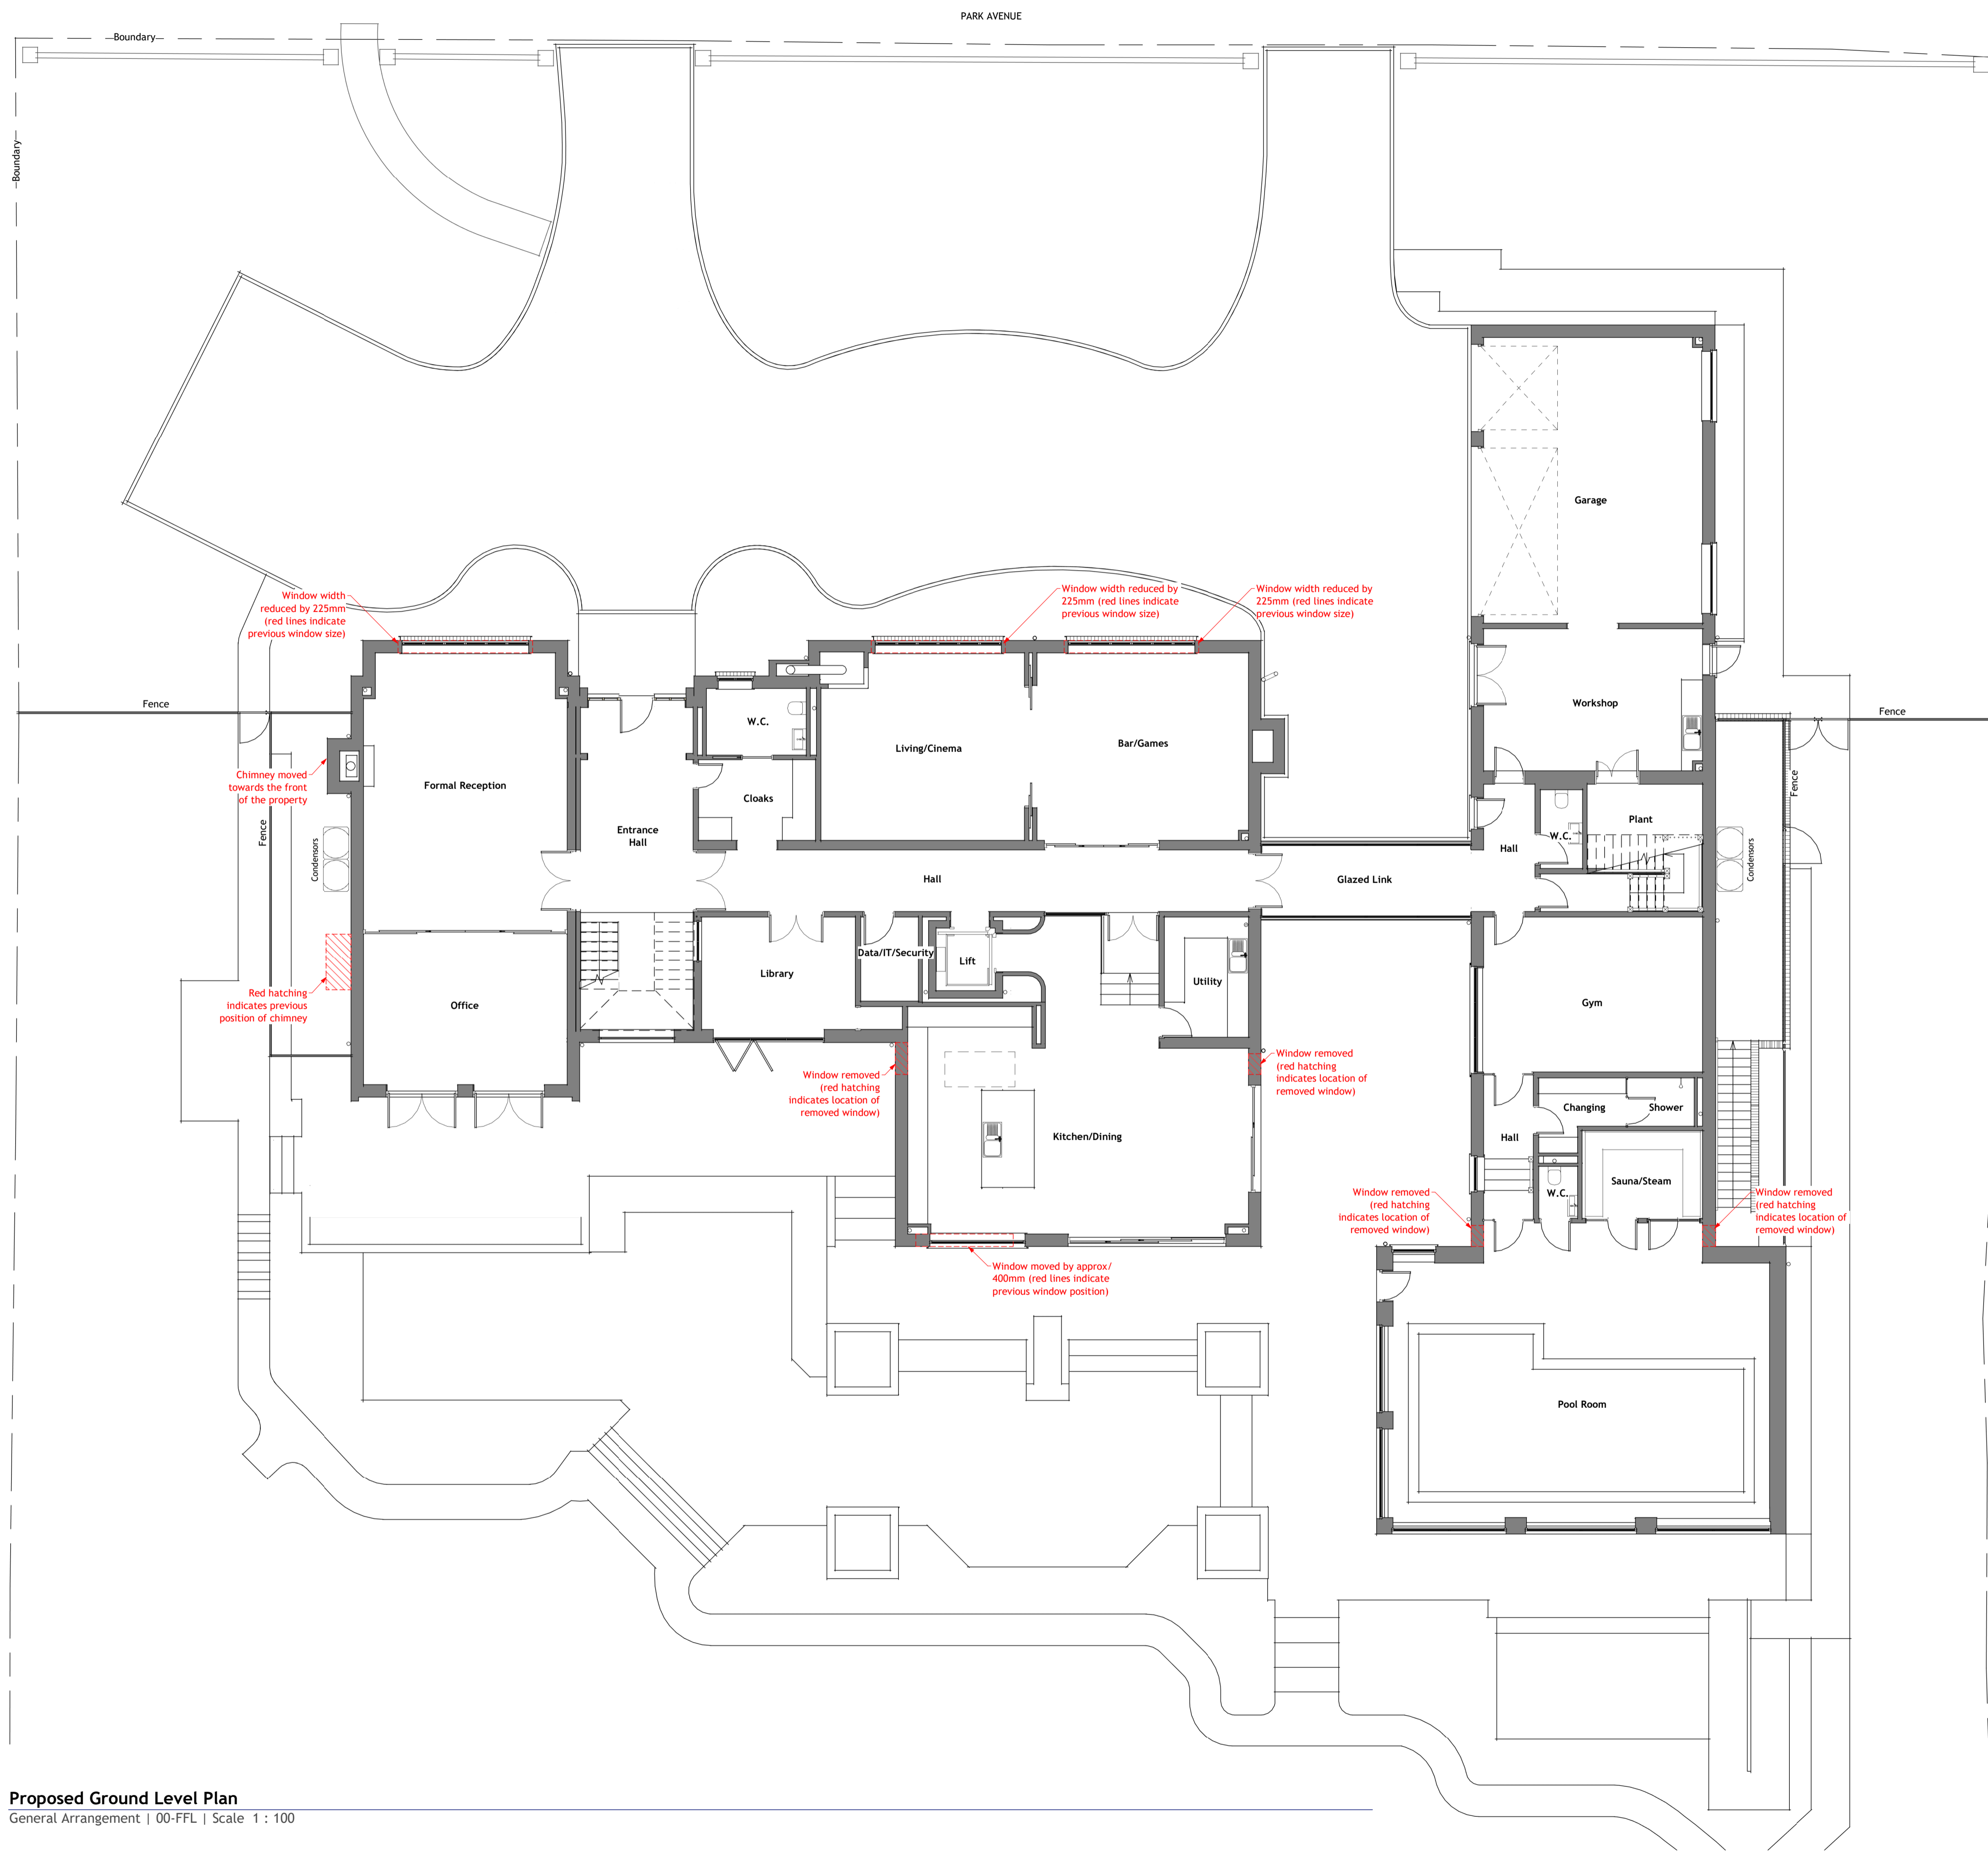 PARK AVENUE
Boundary
Boundary
Garage
Window width
reduced by 225mm
(red lines indicate
previous window size)
Window width reduced by
225mm (red lines indicate
previous window size)
Window width reduced by
225mm (red lines indicate
previous window size)
Fence
Workshop
Fence
W.C.
Living/Cinema
Bar/Games
Chimney moved
towards the front
of the property
Formal Reception
Cloaks
Fence
Fence
Entrance
Hall
Plant
W.C.
Hall
Condensors
Condensors
Hall
Glazed Link
Data/IT/Security
Lift
Library
Utility
Red hatching
indicates previous
position of chimney
Office
Gym
Window removed
(red hatching
indicates location of
removed window)
Window removed
(red hatching
indicates location of
removed window)
Changing
Shower
Kitchen/Dining
Hall
Sauna/Steam
W.C.
Window removed
(red hatching
indicates location of
removed window)
Window removed
(red hatching
indicates location of
removed window)
Window moved by approx/
400mm (red lines indicate
previous window position)
Pool Room
Proposed Ground Level Plan
General Arrangement | 00-FFL | Scale 1 : 100